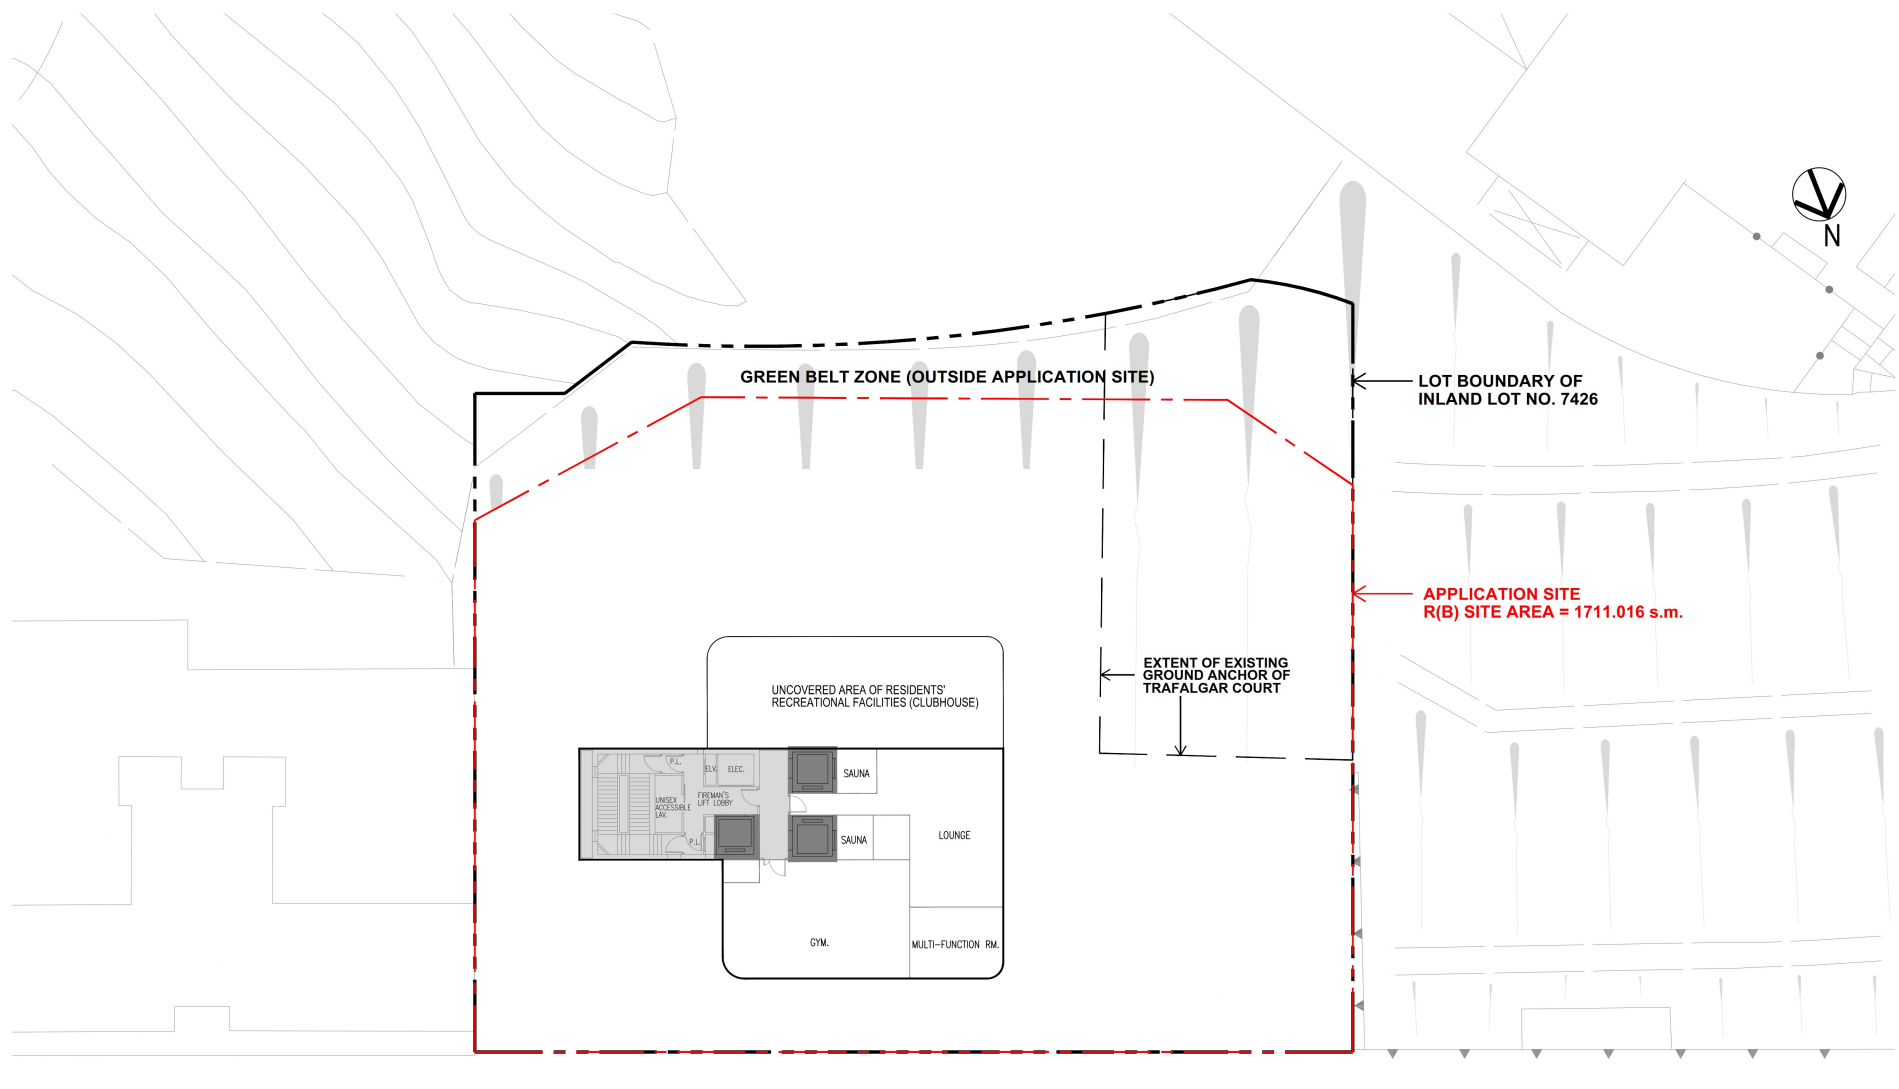 N
GREEN BELT ZONE (OUTSIDE APPLICATION SITE)
LOT BOUNDARY OF
INLAND LOT NO. 7426
APPLICATION SITE
R(B) SITE AREA = 1711.016 s.m.
EXTENT OF EXISTING
GROUND ANCHOR OF
TRAFALGAR COURT
UNCOVERED AREA OF RESIDENTS'
RECREATIONAL FACILITIES (CLUBHOUSE)
P.L.
ELV.
ELEC.
SAUNA
UNISEX
ACCESSIBLE
LAV.
FIREMAN'S
LIFT LOBBY
P.L.
SAUNA
LOUNGE
GYM.
MULTI-FUNCTION RM.